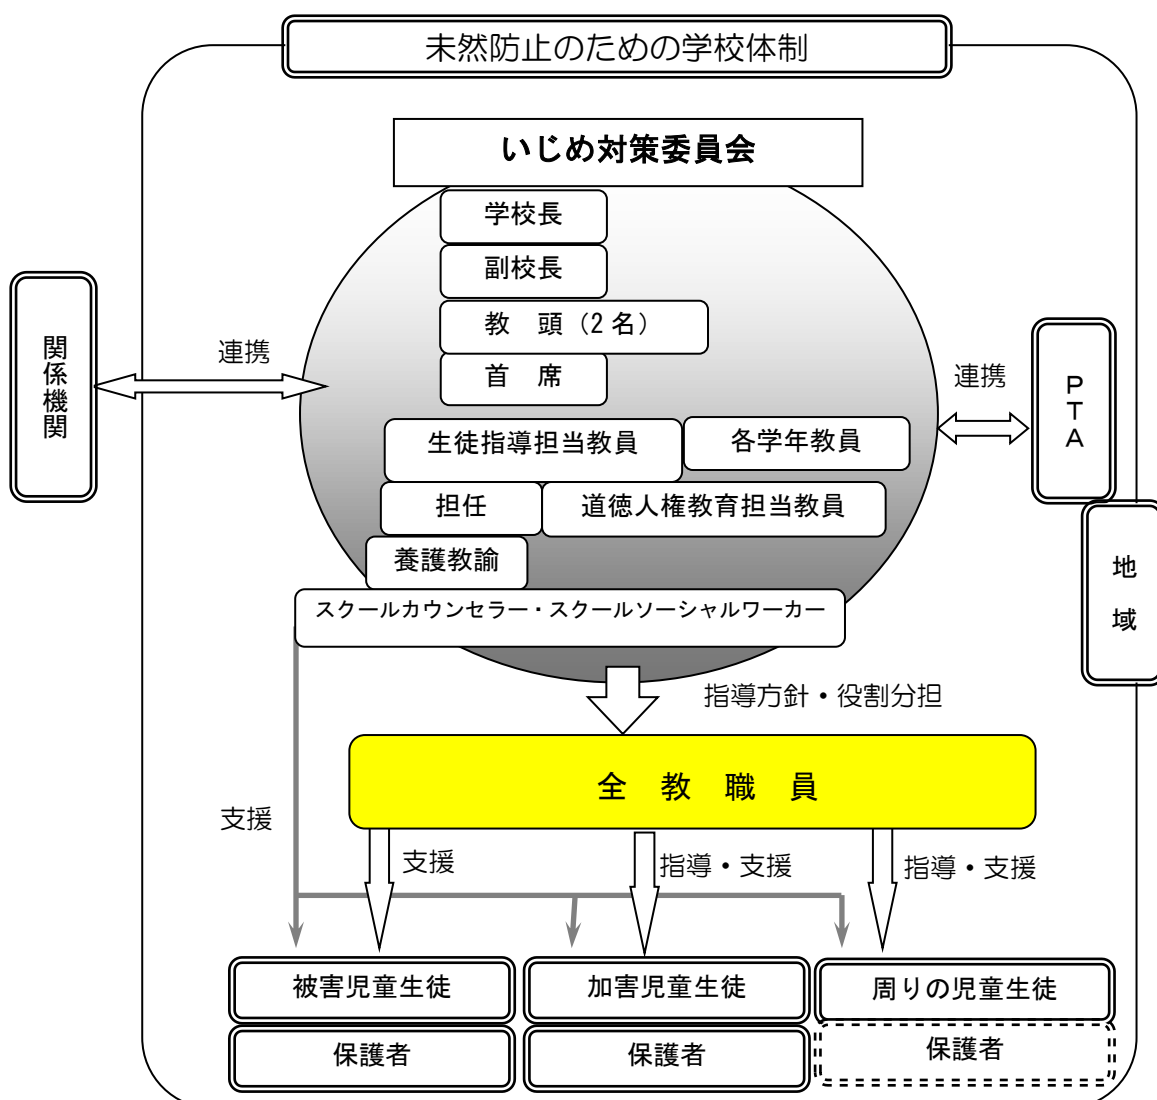 未然防止のための学校体制
いじめ対策委員会
学校長
副校長
教　頭（2名）
首　席
生徒指導担当教員
各学年教員
担任
道徳人権教育担当教員
養護教諭
スクールカウンセラー・スクールソーシャルワーカー
関係機関
連携
連携
ＰＴＡ
地域
指導方針・役割分担
全　教　職　員
支援
支援
指導・支援
指導・支援
被害児童生徒
加害児童生徒
周りの児童生徒
保護者
保護者
保護者